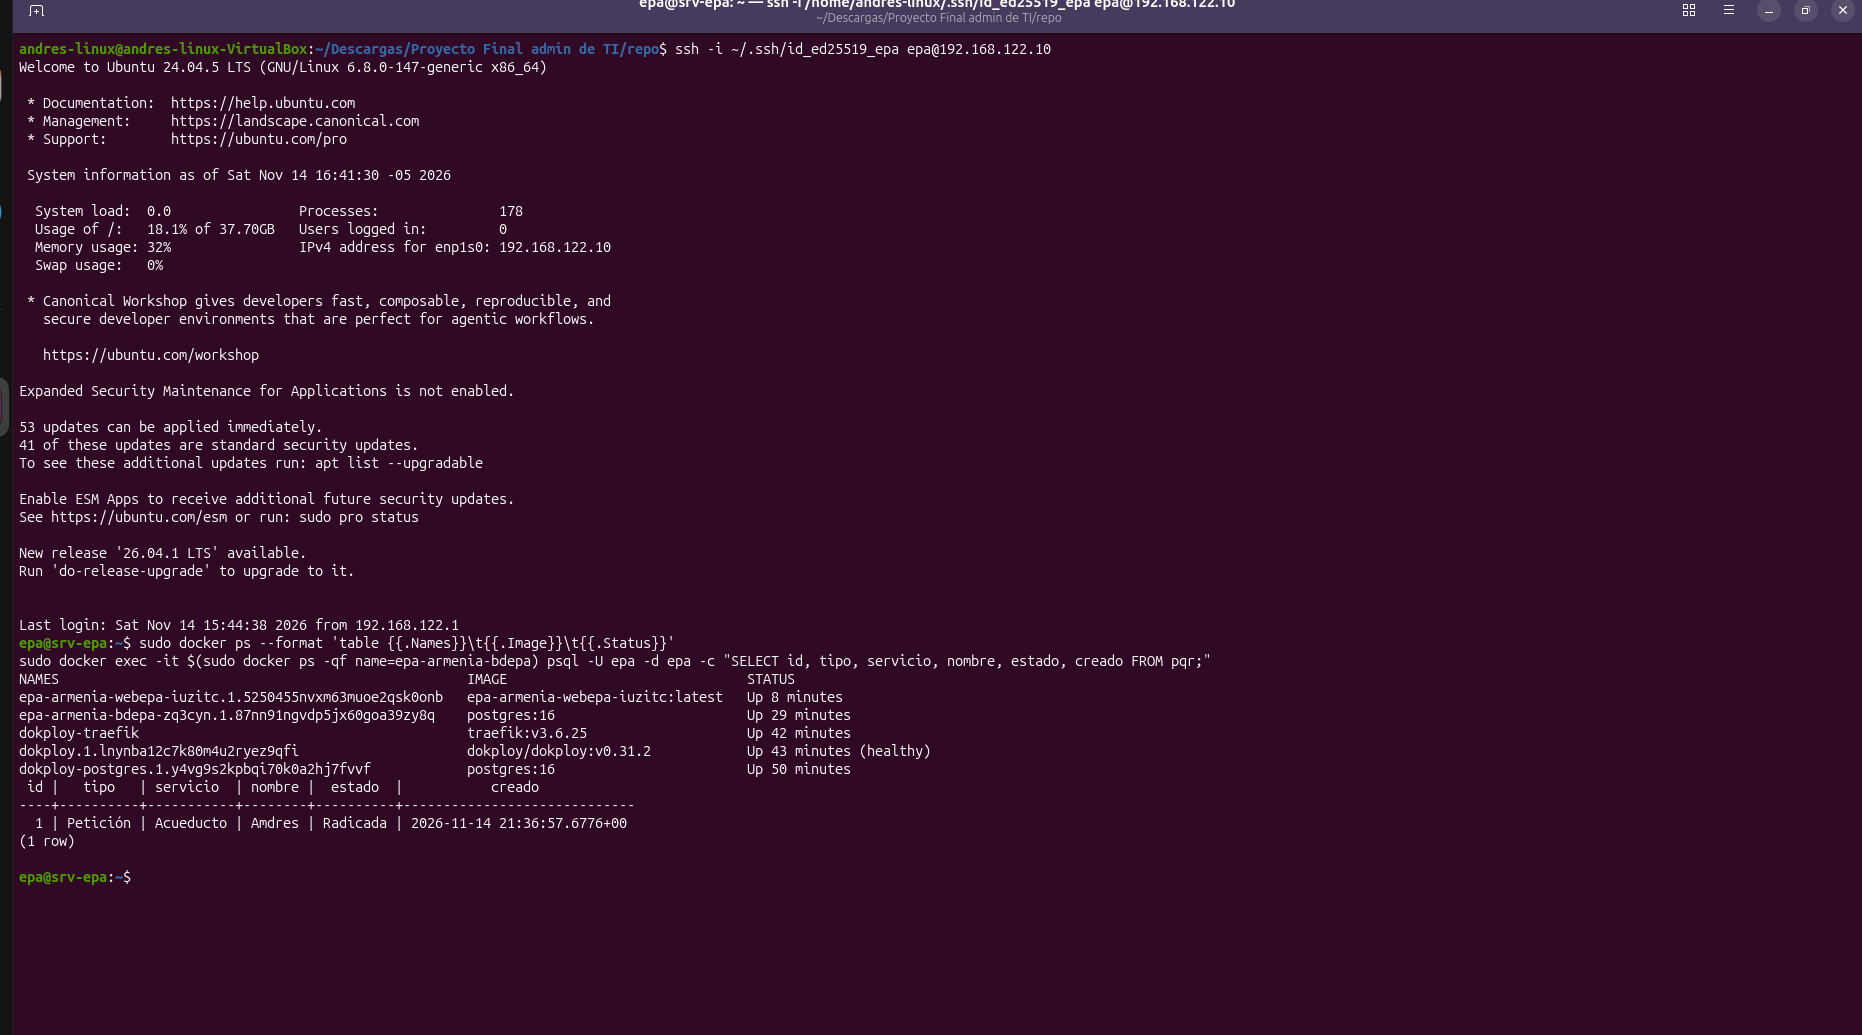 epa@srv-epa: ~ — ssh -i /home/andres-linux/.ssh/id_ed25519_epa epa@192.168.122.10
~/Descargas/Proyecto Final admin de TI/repo
andres-linux@andres-linux-VirtualBox:~/Descargas/Proyecto Final admin de TI/repo$ ssh -i ~/.ssh/id_ed25519_epa epa@192.168.122.10
Welcome to Ubuntu 24.04.5 LTS (GNU/Linux 6.8.0-147-generic x86_64)
* Documentation:  https://help.ubuntu.com
* Management:     https://landscape.canonical.com
* Support:        https://ubuntu.com/pro
System information as of Sat Nov 14 16:41:30 -05 2026
System load:  0.0                Processes:               178
Usage of /:   18.1% of 37.70GB   Users logged in:         0
Memory usage: 32%                IPv4 address for enp1s0: 192.168.122.10
Swap usage:   0%
* Canonical Workshop gives developers fast, composable, reproducible, and
secure developer environments that are perfect for agentic workflows.
https://ubuntu.com/workshop
Expanded Security Maintenance for Applications is not enabled.
53 updates can be applied immediately.
41 of these updates are standard security updates.
To see these additional updates run: apt list --upgradable
Enable ESM Apps to receive additional future security updates.
See https://ubuntu.com/esm or run: sudo pro status
New release '26.04.1 LTS' available.
Run 'do-release-upgrade' to upgrade to it.
Last login: Sat Nov 14 15:44:38 2026 from 192.168.122.1
epa@srv-epa:~$ sudo docker ps --format 'table {{.Names}}\t{{.Image}}\t{{.Status}}'
sudo docker exec -it $(sudo docker ps -qf name=epa-armenia-bdepa) psql -U epa -d epa -c "SELECT id, tipo, servicio, nombre, estado, creado FROM pqr;"
NAMES                                                   IMAGE                              STATUS
epa-armenia-webepa-iuzitc.1.5250455nvxm63muoe2qsk0onb   epa-armenia-webepa-iuzitc:latest   Up 8 minutes
epa-armenia-bdepa-zq3cyn.1.87nn91ngvdp5jx60goa39zy8q    postgres:16                        Up 29 minutes
dokploy-traefik                                         traefik:v3.6.25                    Up 42 minutes
dokploy.1.lnynba12c7k80m4u2ryez9qfi                     dokploy/dokploy:v0.31.2            Up 43 minutes (healthy)
dokploy-postgres.1.y4vg9s2kpbqi70k0a2hj7fvvf            postgres:16                        Up 50 minutes
id |   tipo   | servicio  | nombre |  estado  |           creado
----+----------+-----------+--------+----------+-----------------------------
1 | Petición | Acueducto | Amdres | Radicada | 2026-11-14 21:36:57.6776+00
(1 row)
epa@srv-epa:~$